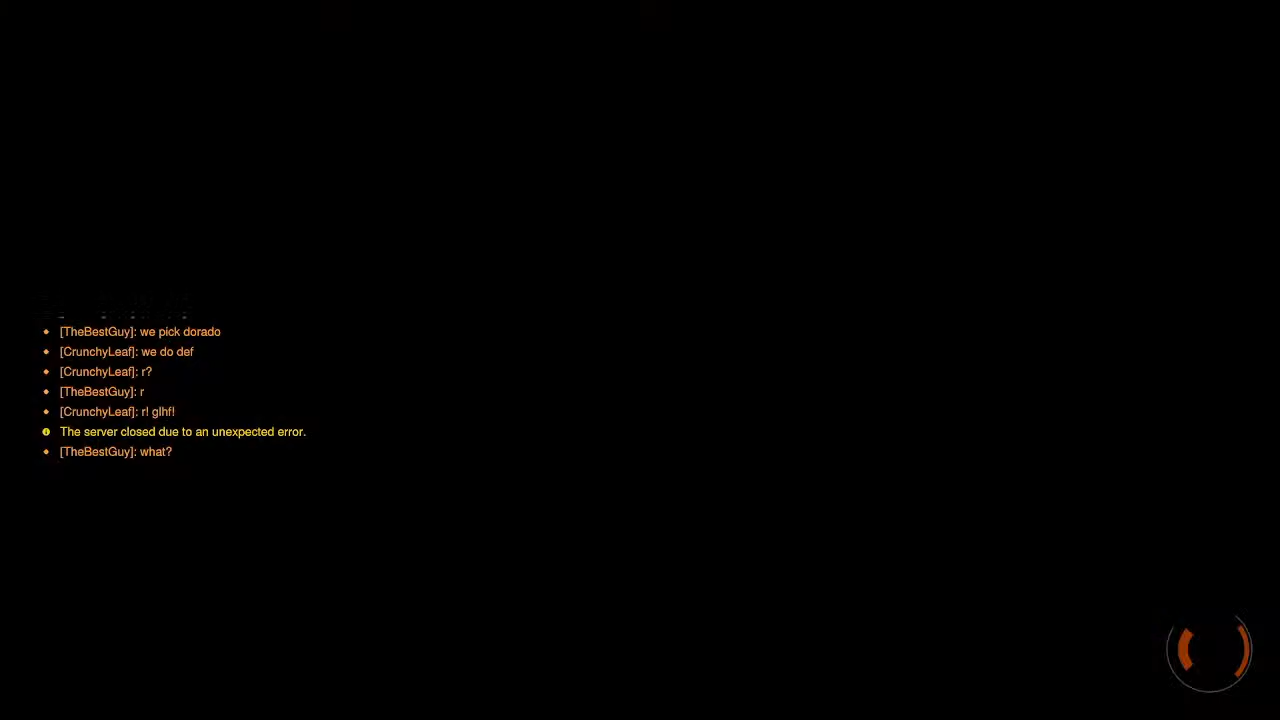 [TheBestGuy]: we pick dorado
[CrunchyLeaf]: we do def
[CrunchyLeaf]: r?
[TheBestGuy]: r
[CrunchyLeaf]: r! glhf!
The server closed due to an unexpected error.
[TheBestGuy]: what?